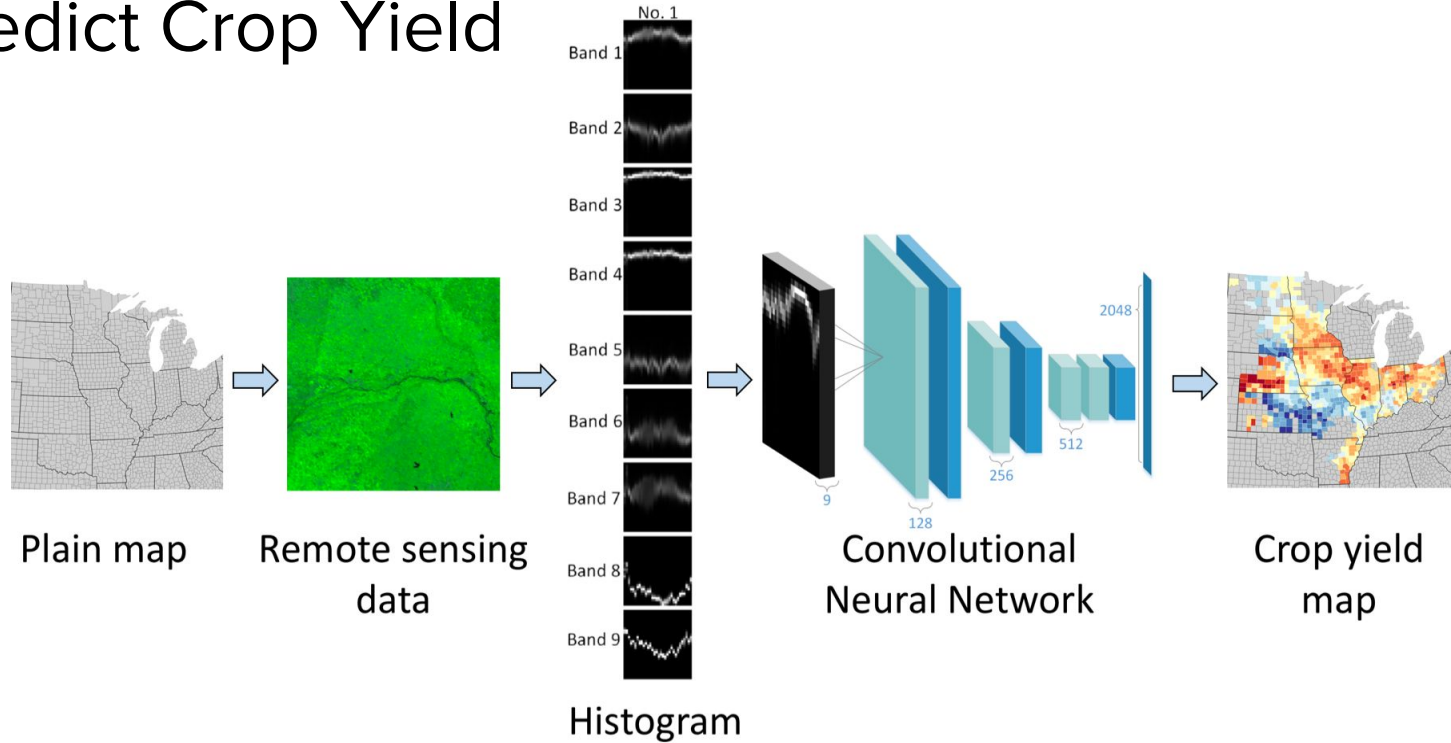 edict Crop Yield
No. 1
Band 1
Band 2
Band 3
Band 4
Band 5
Band 6
Band 7
Band 8
Band 9
Histogram
Plain map
Remote sensing
data
9
128
256
512
2048
Convolutional
Neural Network
Crop yield
map